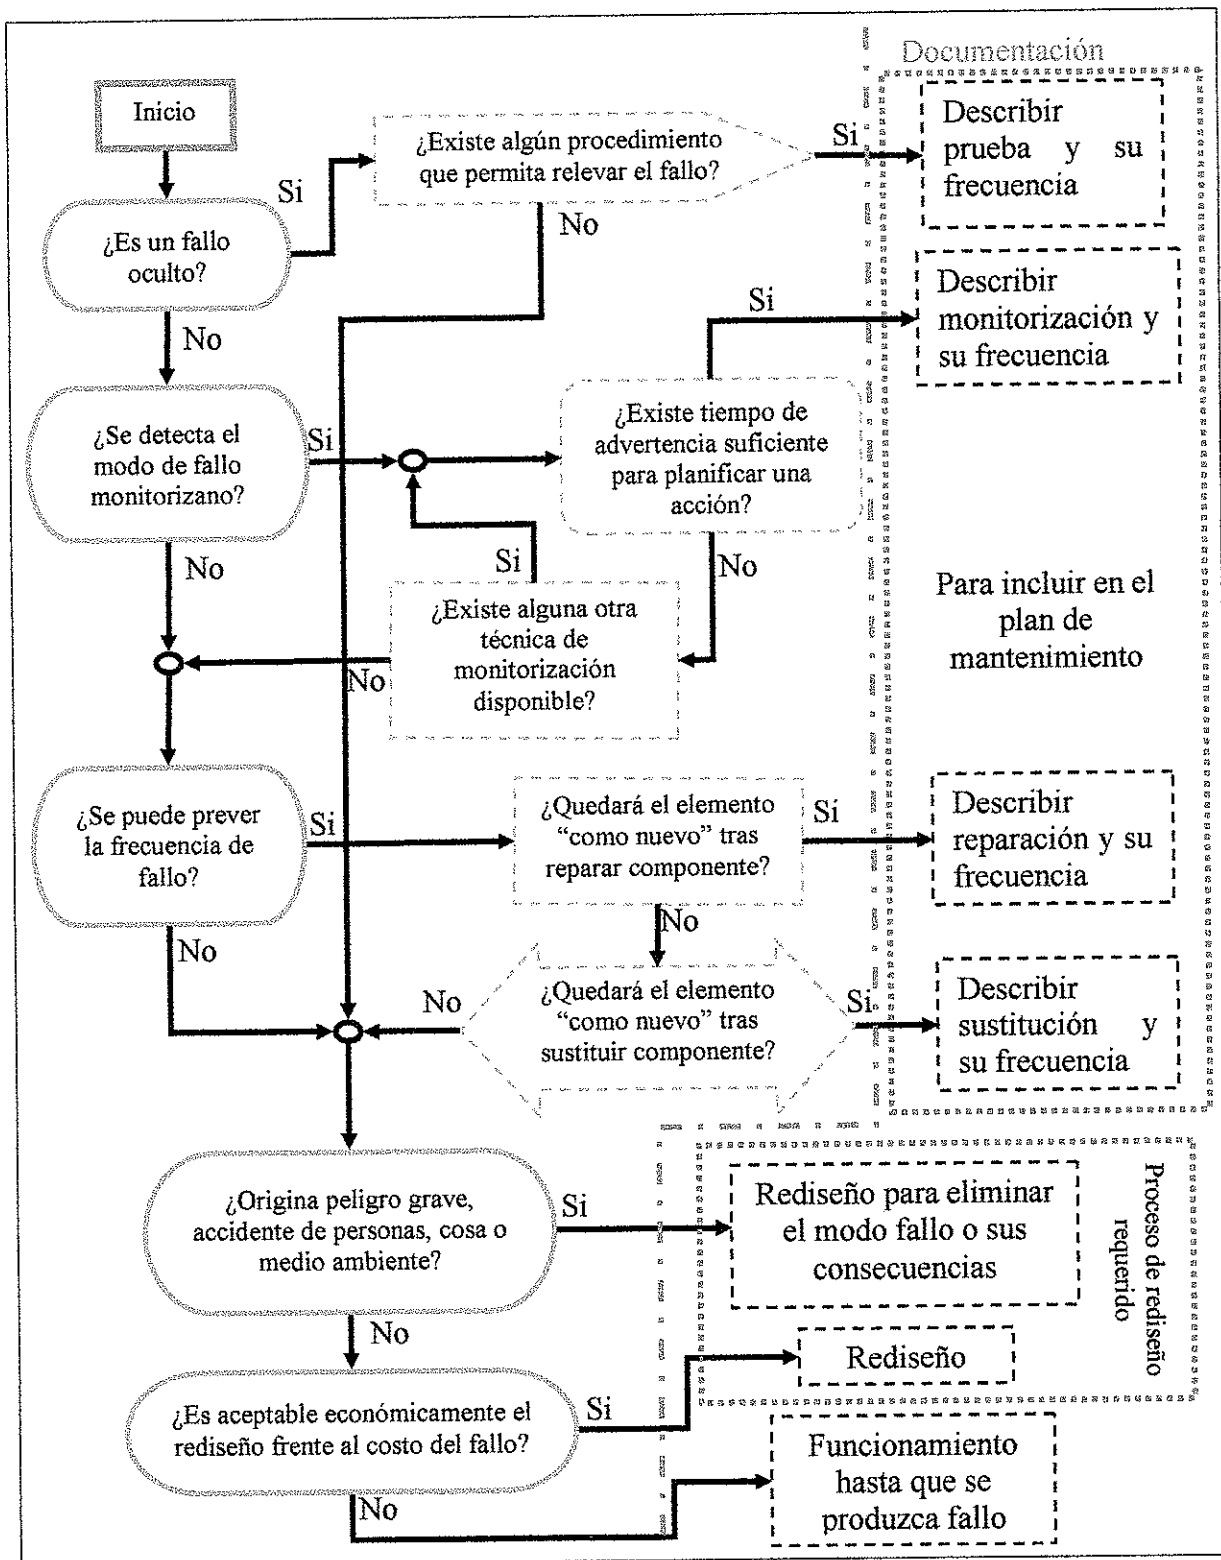 Documentación
Inicio
¿Existe algún procedimiento
que permita relevar el fallo?
Si
Describir
prueba y su
frecuencia
Si
No
¿Es un fallo
oculto?
No
Si
Describir
monitorización y
su frecuencia
¿Se detecta el
modo de fallo
monitorizano?
Si
¿Existe tiempo de
advertencia suficiente
para planificar una
acción?
No
Si
No
¿Existe alguna otra
técnica de
monitorización
disponible?
No
Para incluir en el
plan de
mantenimiento
¿Se puede prever
la frecuencia de
fallo?
Si
¿Quedará el elemento
“como nuevo” tras
reparar componente?
Si
Describir
reparación y su
frecuencia
No
No
¿Quedará el elemento
“como nuevo” tras
sustituir componente?
No
Si
Describir
sustitución y
su frecuencia
¿Origina peligro grave,
accidente de personas, cosa o
medio ambiente?
Si
Rediseño para eliminar
el modo fallo o sus
consecuencias
Proceso de rediseño
requerido
No
Rediseño
¿Es aceptable económicamente el
rediseño frente al costo del fallo?
Si
No
Funcionamiento
hasta que se
produzca fallo